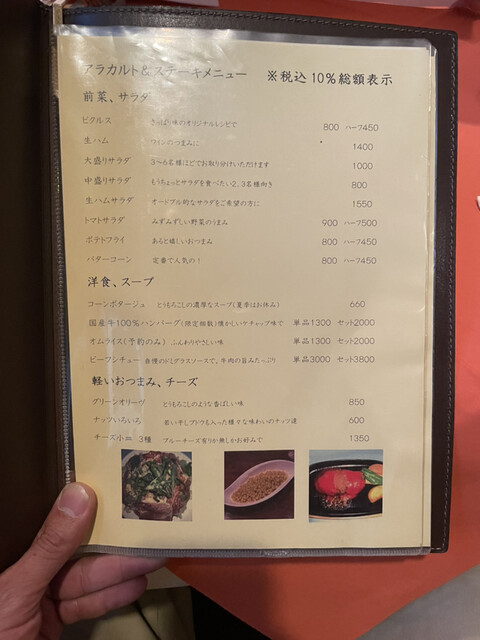 アラカルト＆ステーキメニュー ※税込10％総額表示
前菜、サラダ
ピクルス さっぱり味のオリジナルレシピで 800 ハーフ450
生ハム ワインのつまみに 1400
大盛りサラダ 3～6名様ほどでお取り分けいただけます 1000
中盛りサラダ もうちょっとサラダを食べたい2，3名様向き 800
生ハムサラダ オードブル的なサラダをご希望の方に 1550
トマトサラダ みずみずしい野菜のうまみ 900 ハーフ500
ポテトフライ あると嬉しいおつまみ 800 ハーフ450
バターコーン 定番で人気の！ 800 ハーフ450
洋食、スープ
コーンポタージュ とうもろこしの濃厚なスープ(夏季はお休み) 660
国産牛100％ハンバーグ(限定個数)懐かしいケチャップ味で 単品1300 セット2000
オムライス(予約のみ) ふんわりやさしい味 単品1300 セット2000
ビーフシチュー 自慢のドミグラスソースで、牛肉の旨みたっぷり 単品3000 セット3800
軽いおつまみ、チーズ
グリーンオリーヴ とうもろこしのような香ばしい味 850
ナッツいろいろ 若い干しブドウも入った様々な味わいのナッツ達 600
チーズ小皿 3種 ブルーチーズ有りか無しかお好みで 1350